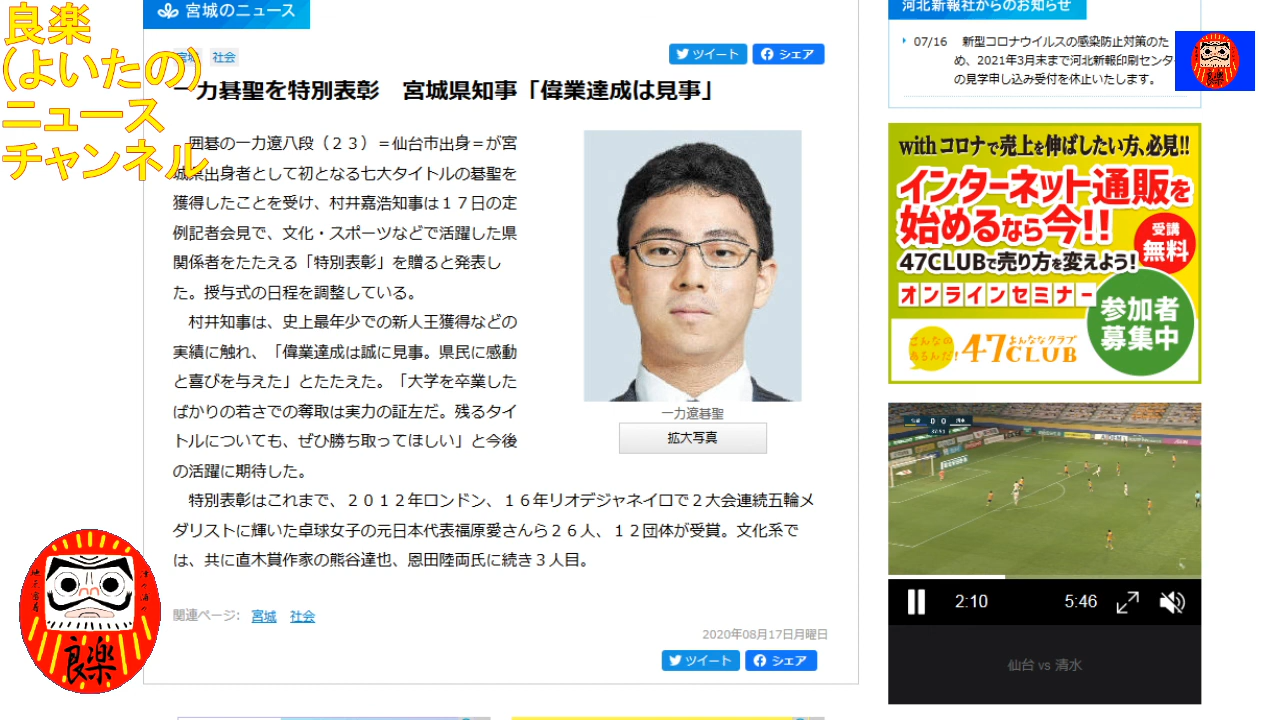 良楽
(よいたの)
ニュース
チャンネル
宮城のニュース
宮城 社会
ツイート シェア
一力碁聖を特別表彰 宮城県知事「偉業達成は見事」
囲碁の一力遼八段（２３）＝仙台市出身＝が宮
城県出身者として初となる七大タイトルの碁聖を
獲得したことを受け、村井嘉浩知事は１７日の定
例記者会見で、文化・スポーツなどで活躍した県
関係者をたたえる「特別表彰」を贈ると発表し
た。授与式の日程を調整している。
村井知事は、史上最年少での新人王獲得などの
実績に触れ、「偉業達成は誠に見事。県民に感動
と喜びを与えた」とたたえた。「大学を卒業した
ばかりの若さでの奪取は実力の証左だ。残るタイ
トルについても、ぜひ勝ち取ってほしい」と今後
の活躍に期待した。
特別表彰はこれまで、２０１２年ロンドン、１６年リオデジャネイロで２大会連続五輪メ
ダリストに輝いた卓球女子の元日本代表福原愛さんら２６人、１２団体が受賞。文化系で
は、共に直木賞作家の熊谷達也、恩田陸両氏に続き３人目。
一力遼碁聖
拡大写真
関連ページ： 宮城 社会
2020年08月17日月曜日
ツイート シェア
河北新報社からのお知らせ
07/16 新型コロナウイルスの感染防止対策のた
め、2021年3月末まで河北新報印刷センター
の見学申し込み受付を休止いたします。
良楽
withコロナで売上を伸ばしたい方、必見!!
インターネット通販を
始めるなら今!!
受講
無料
47CLUBで売り方を変えよう!
オンラインセミナー
参加者
募集中
こんなの
あるんだ!
47CLUB
よんななクラブ
0 0
2:10
5:46
仙台 vs 清水
良楽